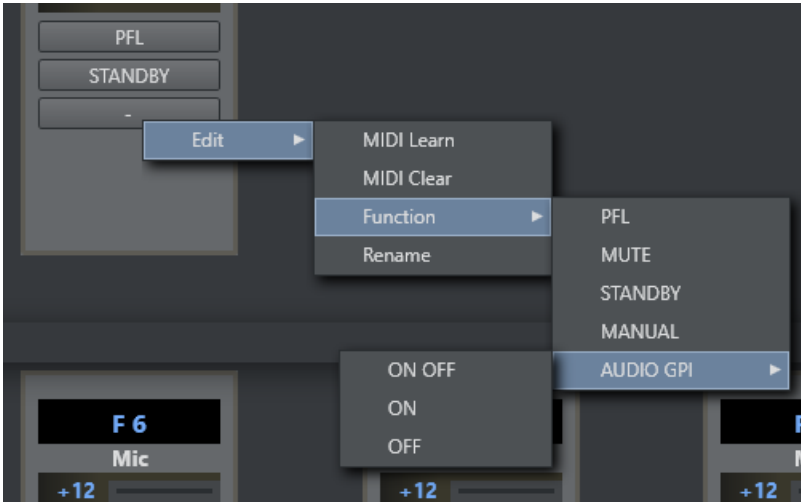 PFL
STANDBY
-
Edit
MIDI Learn
MIDI Clear
Function
Rename
PFL
MUTE
STANDBY
MANUAL
AUDIO GPI
ON OFF
ON
OFF
F 6
Mic
+12
+12
+12